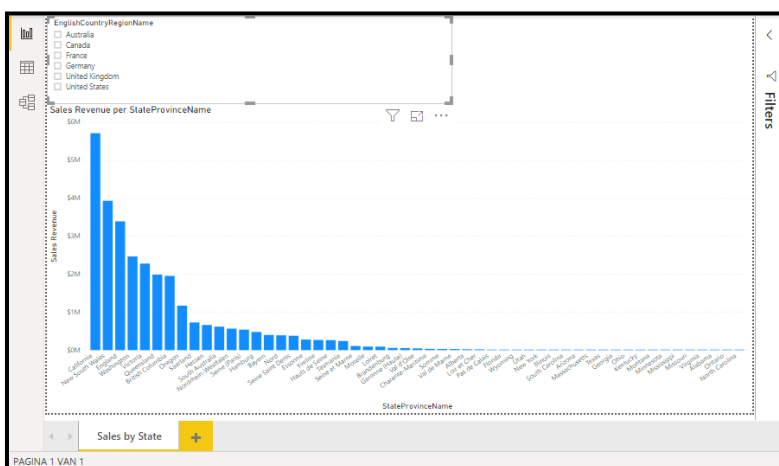 EnglishCountryRegionName
Australia
Canada
France
Germany
United Kingdom
United States
Filters
Sales Revenue per StateProvinceName
$6M
$5M
$4M
$3M
$2M
$1M
$0M
Sales Revenue
California
New South Wales
England
Washington
Victoria
Queensland
British Columbia
Oregon
Saarland
Hessen
South Australia
Nordrhein-Westfalen
Seine (Paris)
Hamburg
Bayern
Nord
Seine Saint Denis
Essonne
Yveline
Hauts de Seine
Tasmania
Seine et Marne
Moselle
Loiret
Brandenburg
Garonne (Haute)
Val d'Oise
Charente-Maritime
Somme
Val de Marne
Alberta
Loir et Cher
Pas de Calais
Florida
Wyoming
Utah
New York
Illinois
South Carolina
Arizona
Massachusetts
Texas
Georgia
Ohio
Kentucky
Montana
Minnesota
Mississippi
Missouri
Virginia
Alabama
Ontario
North Carolina
StateProvinceName
Sales by State
PAGINA 1 VAN 1